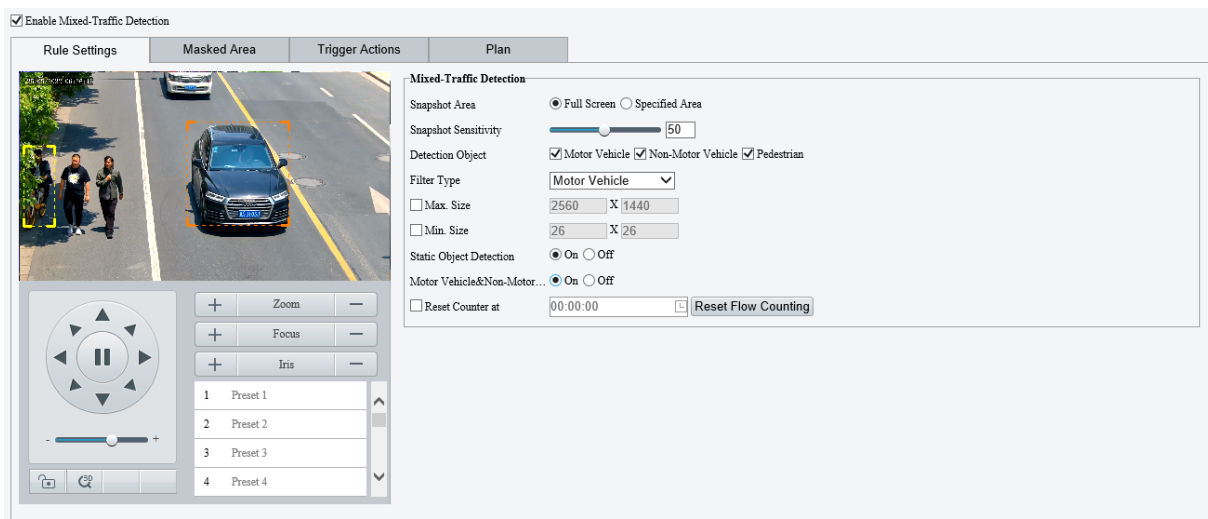 Enable Mixed-Traffic Detection
Rule Settings
Masked Area
Trigger Actions
Plan
Mixed-Traffic Detection
Snapshot Area
Full Screen
Specified Area
Snapshot Sensitivity
50
Detection Object
Motor Vehicle
Non-Motor Vehicle
Pedestrian
Filter Type
Motor Vehicle
Max. Size
2560 X 1440
Min. Size
26 X 26
Static Object Detection
On
Off
Motor Vehicle&Non-Motor...
On
Off
Reset Counter at
00:00:00
Reset Flow Counting
+ Zoom −
+ Focus −
+ Iris −
1 Preset 1
2 Preset 2
3 Preset 3
4 Preset 4
- +
3D